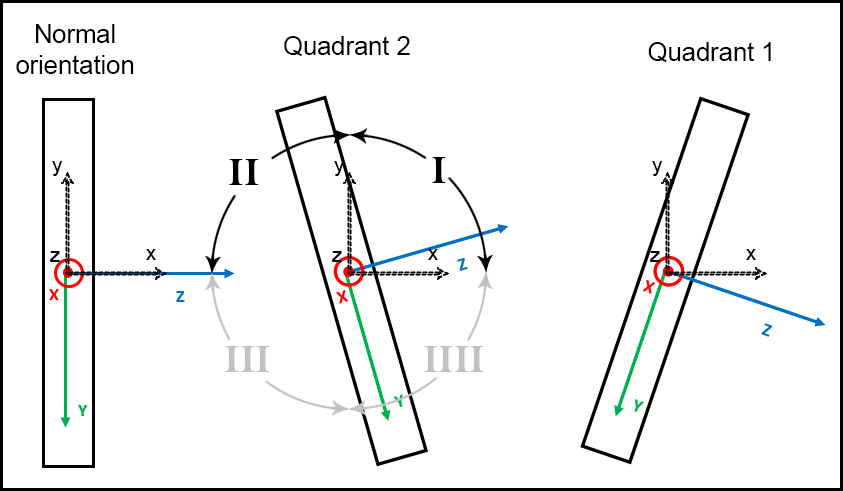 Normal
orientation
Quadrant 2
Quadrant 1
y
z
x
X
Z
Y
II
I
III
IIII
y
z
x
X
Z
Y
y
z
x
X
Z
Y